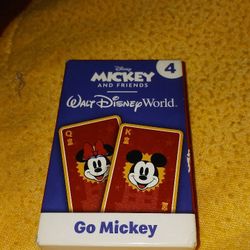 Disney
4
MICKEY
AND FRIENDS
Walt Disney World.
Q
K
Go Mickey